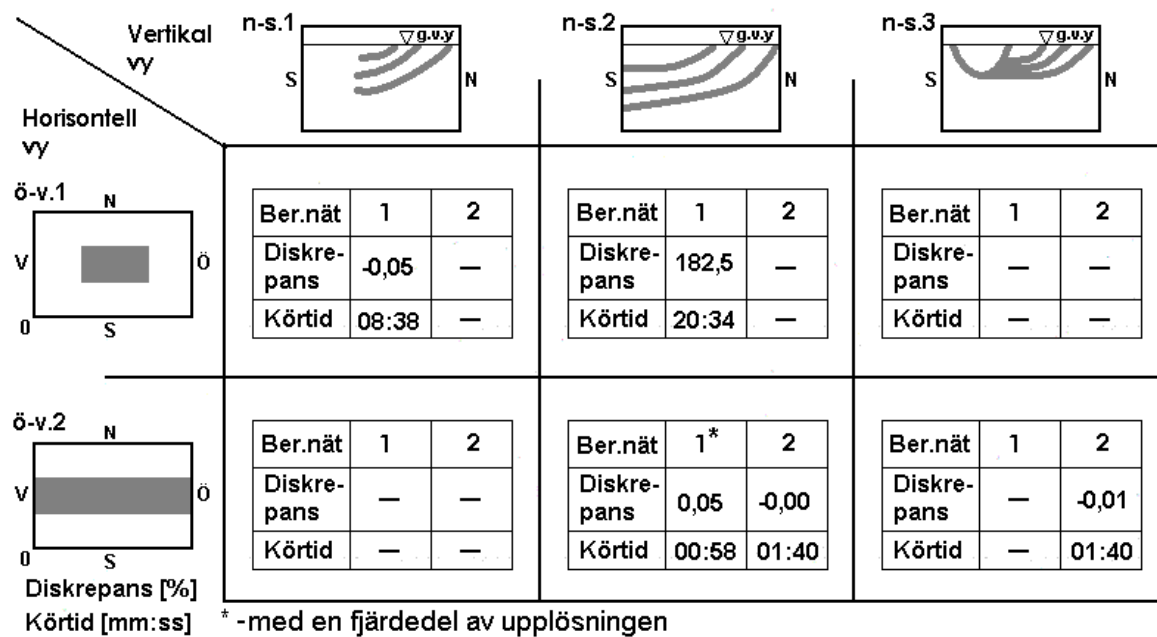 Vertikal
vy
Horisontell
vy
n-s.1
▽ g.v.y
S
N
n-s.2
▽ g.v.y
S
N
n-s.3
▽ g.v.y
S
N
ö-v.1
N
V
Ö
0
S
Ber.nät 1 2
Diskre-
pans -0,05 —
Körtid 08:38 —
Ber.nät 1 2
Diskre-
pans 182,5 —
Körtid 20:34 —
Ber.nät 1 2
Diskre-
pans — —
Körtid — —
ö-v.2
N
V
Ö
0
S
Ber.nät 1 2
Diskre-
pans — —
Körtid — —
Ber.nät 1* 2
Diskre-
pans 0,05 -0,00
Körtid 00:58 01:40
Ber.nät 1 2
Diskre-
pans — -0,01
Körtid — 01:40
Diskrepans [%]
Körtid [mm:ss]
* -med en fjärdedel av upplösningen